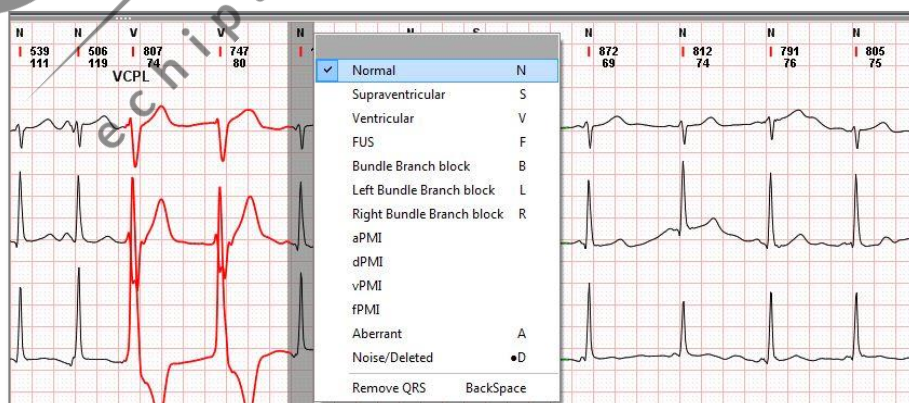 N N V V N N S N N N N
539 506 807 747 872 812 791 805
111 119 74 80 69 74 76 75
VCPL
Normal N
Supraventricular S
Ventricular V
FUS F
Bundle Branch block B
Left Bundle Branch block L
Right Bundle Branch block R
aPMI
dPMI
vPMI
fPMI
Aberrant A
Noise/Deleted •D
Remove QRS BackSpace